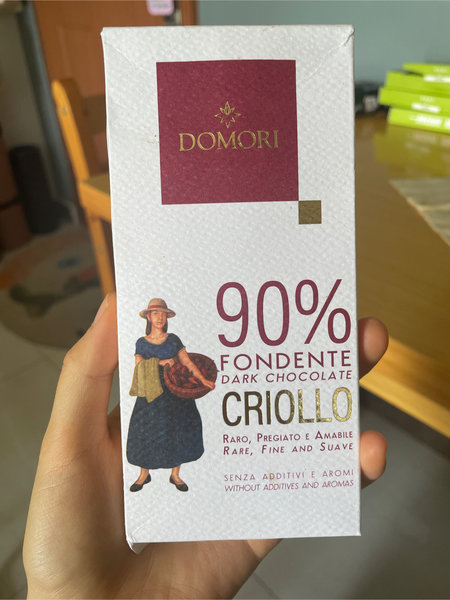 DOMORI
90%
FONDENTE
DARK CHOCOLATE
CRIOLLO
RARO, PREGIATO E AMABILE
RARE, FINE AND SUAVE
SENZA ADDITIVI E AROMI
WITHOUT ADDITIVES AND AROMAS